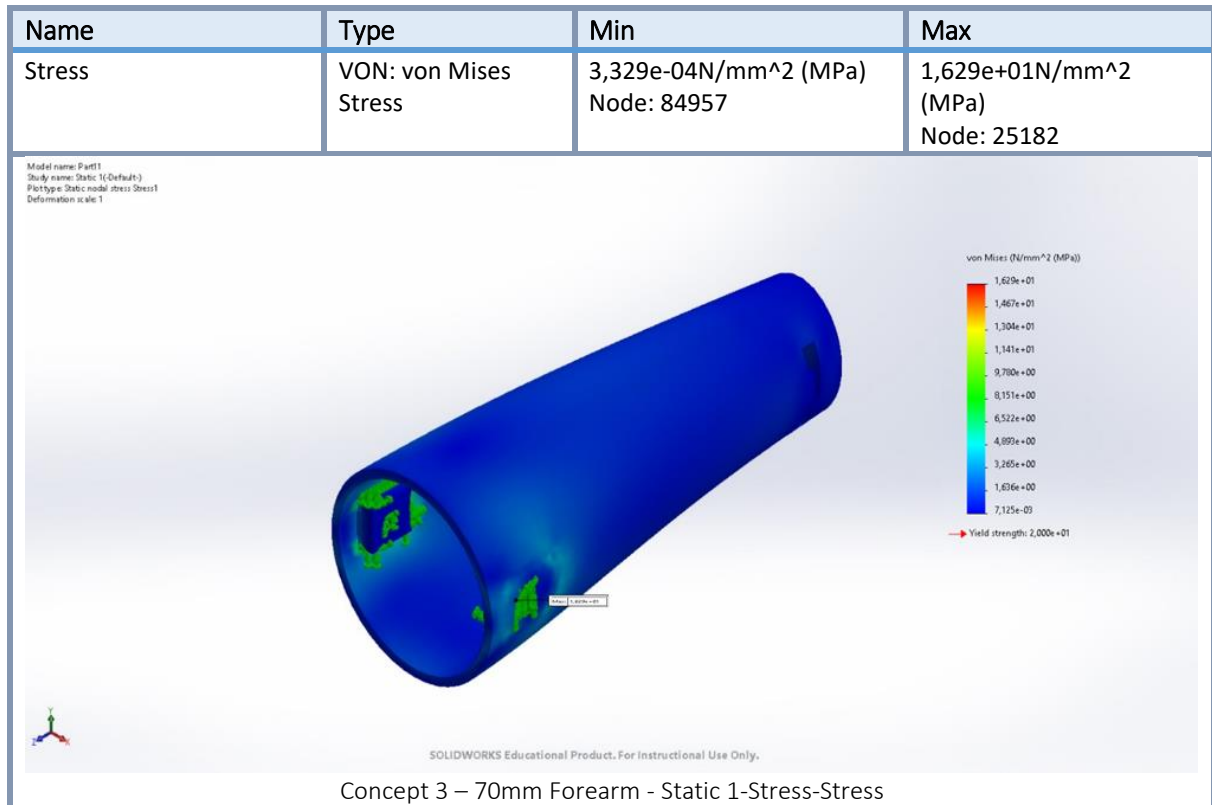 Name Type Min Max
Stress VON: von Mises 3,329e-04N/mm^2 (MPa) 1,629e+01N/mm^2
Stress Node: 84957 (MPa)
Node: 25182
Model name: Part11
Study name: Static 1(-Default-)
Plot type: Static nodal stress Stress1
Deformation scale: 1
von Mises (N/mm^2 (MPa))
1,629e+01
1,467e+01
1,304e+01
1,141e+01
9,780e+00
8,151e+00
6,522e+00
4,893e+00
3,265e+00
1,636e+00
7,125e-03
Yield strength: 2,000e+01
Max: 1,629e+01
Y
Z X
SOLIDWORKS Educational Product. For Instructional Use Only.
Concept 3 – 70mm Forearm - Static 1-Stress-Stress